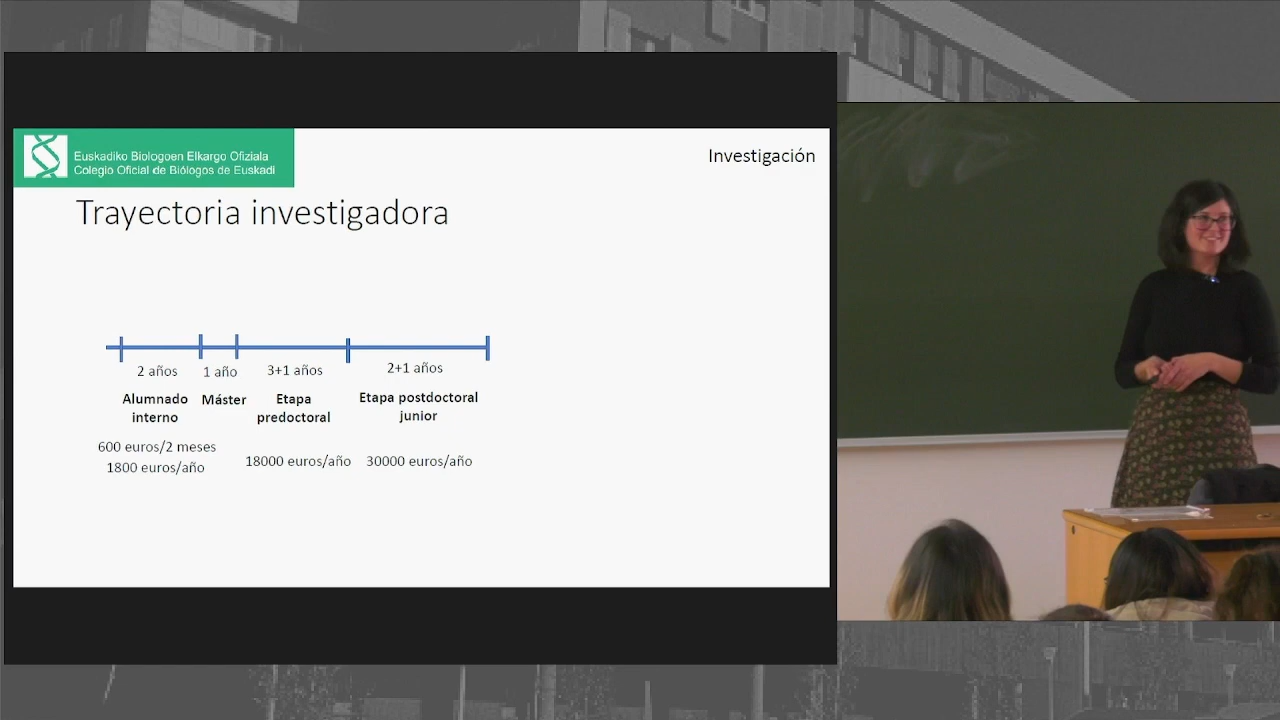 Euskadiko Biologoen Elkargo Ofiziala
Colegio Oficial de Biólogos de Euskadi
Investigación
Trayectoria investigadora
2 años
1 año
3+1 años
2+1 años
Alumnado
interno
Máster
Etapa
predoctoral
Etapa postdoctoral
junior
600 euros/2 meses
1800 euros/año
18000 euros/año
30000 euros/año